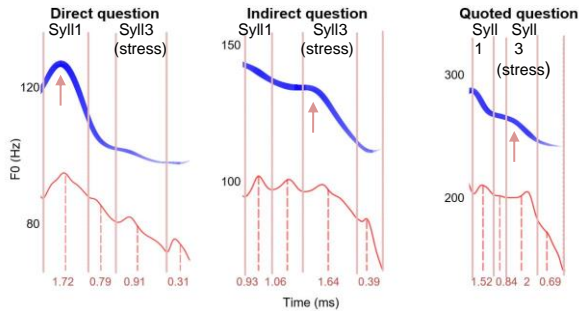 Direct question
Indirect question
Quoted question
Syll1
Syll3
(stress)
Syll1
Syll3
(stress)
Syll
1
Syll
3
(stress)
120
80
150
100
300
200
F0 (Hz)
1.72 0.79 0.91 0.31
0.93 1.06 1.64 0.39
1.52 0.84 2 0.69
Time (ms)